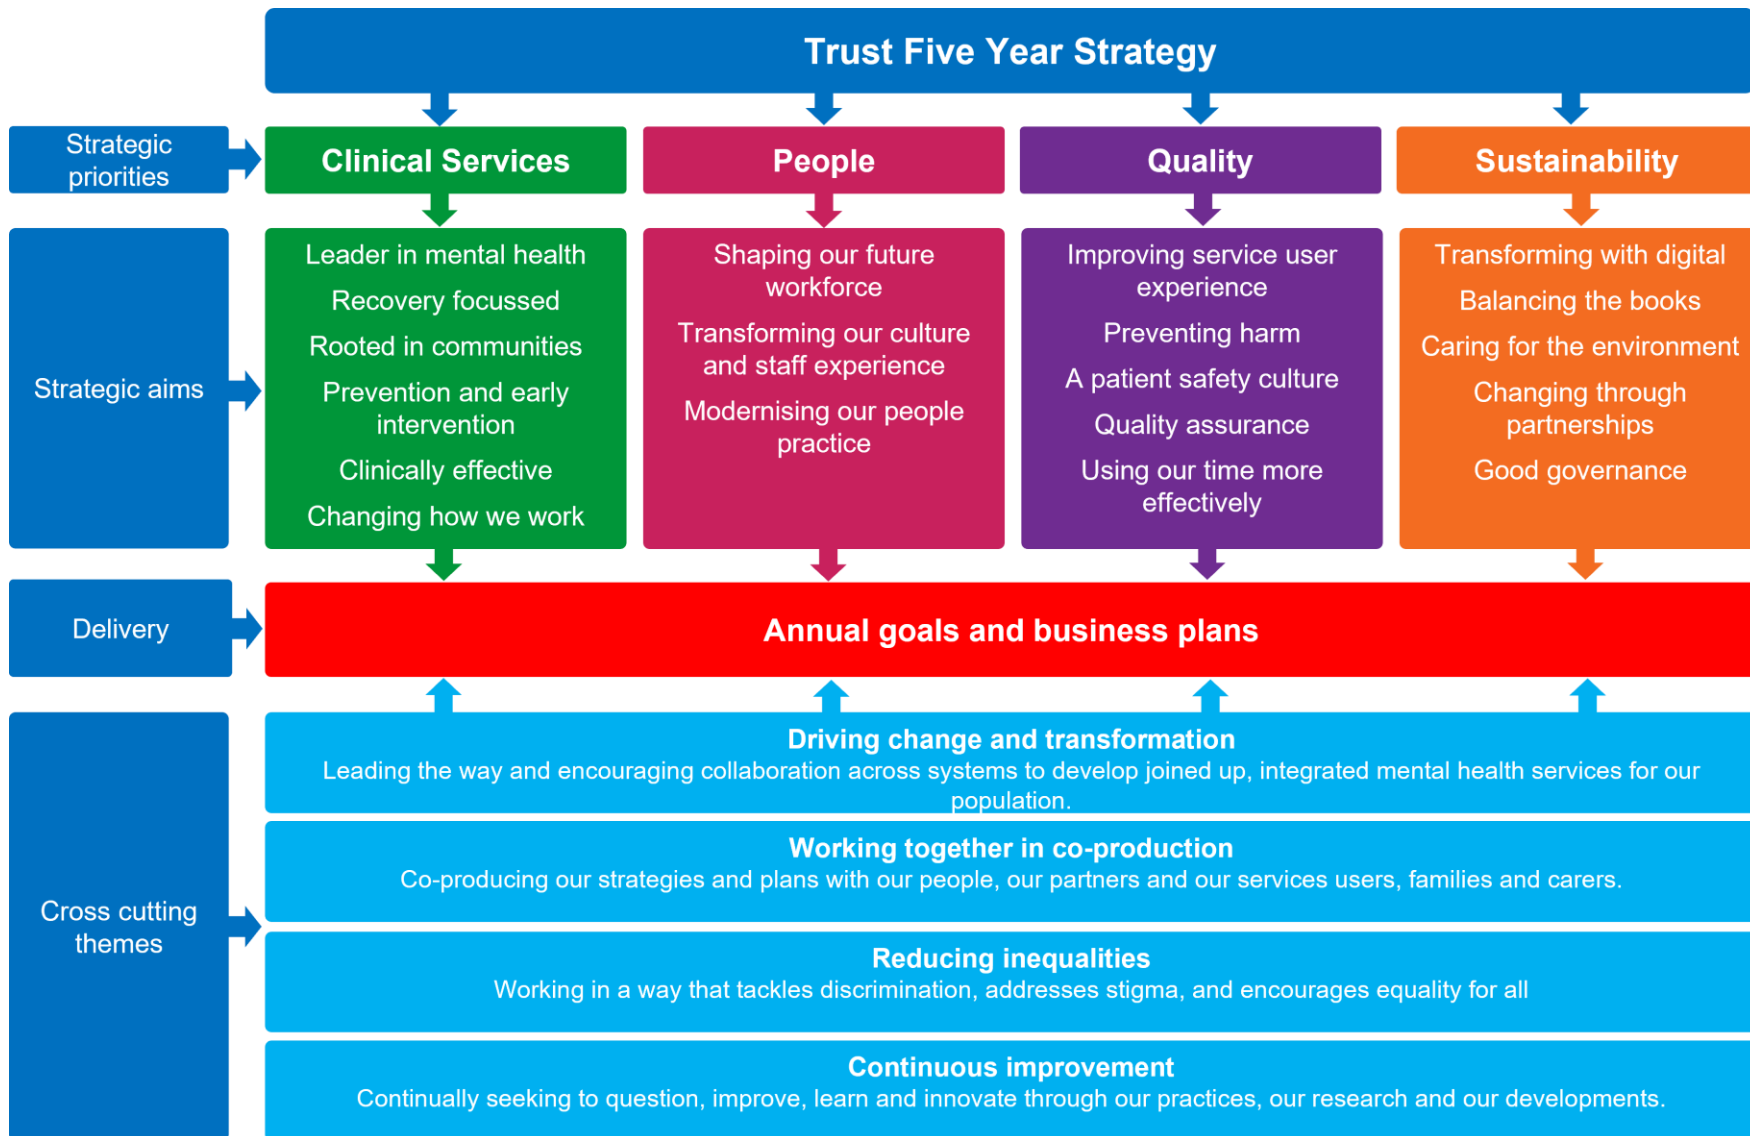 Trust Five Year Strategy
Strategic
priorities
Clinical Services
People
Quality
Sustainability
Strategic aims
Leader in mental health
Recovery focussed
Rooted in communities
Prevention and early
intervention
Clinically effective
Changing how we work
Shaping our future
workforce
Transforming our culture
and staff experience
Modernising our people
practice
Improving service user
experience
Preventing harm
A patient safety culture
Quality assurance
Using our time more
effectively
Transforming with digital
Balancing the books
Caring for the environment
Changing through
partnerships
Good governance
Delivery
Annual goals and business plans
Cross cutting
themes
Driving change and transformation
Leading the way and encouraging collaboration across systems to develop joined up, integrated mental health services for our
population.
Working together in co-production
Co-producing our strategies and plans with our people, our partners and our services users, families and carers.
Reducing inequalities
Working in a way that tackles discrimination, addresses stigma, and encourages equality for all
Continuous improvement
Continually seeking to question, improve, learn and innovate through our practices, our research and our developments.